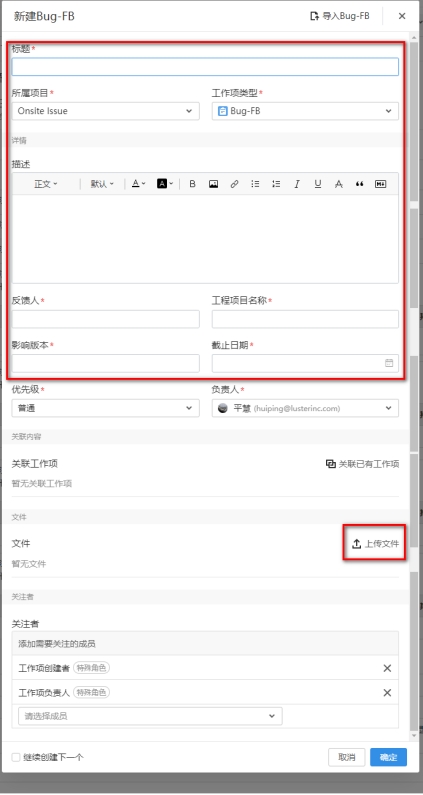 新建Bug-FB 导入Bug-FB
标题*
所属项目* 工作项类型*
Onsite Issue Bug-FB
详情
描述
正文 默认 A A B I U A
反馈人* 工程项目名称*
影响版本* 截止日期*
优先级* 负责人*
普通 平慧 (huiping@lusterinc.com)
关联内容
关联工作项 关联已有工作项
暂无关联工作项
文件
文件 上传文件
暂无文件
关注者
关注者
添加需要关注的成员
工作项创建者 特殊角色
工作项负责人 特殊角色
请选择成员
继续创建下一个 取消 确定